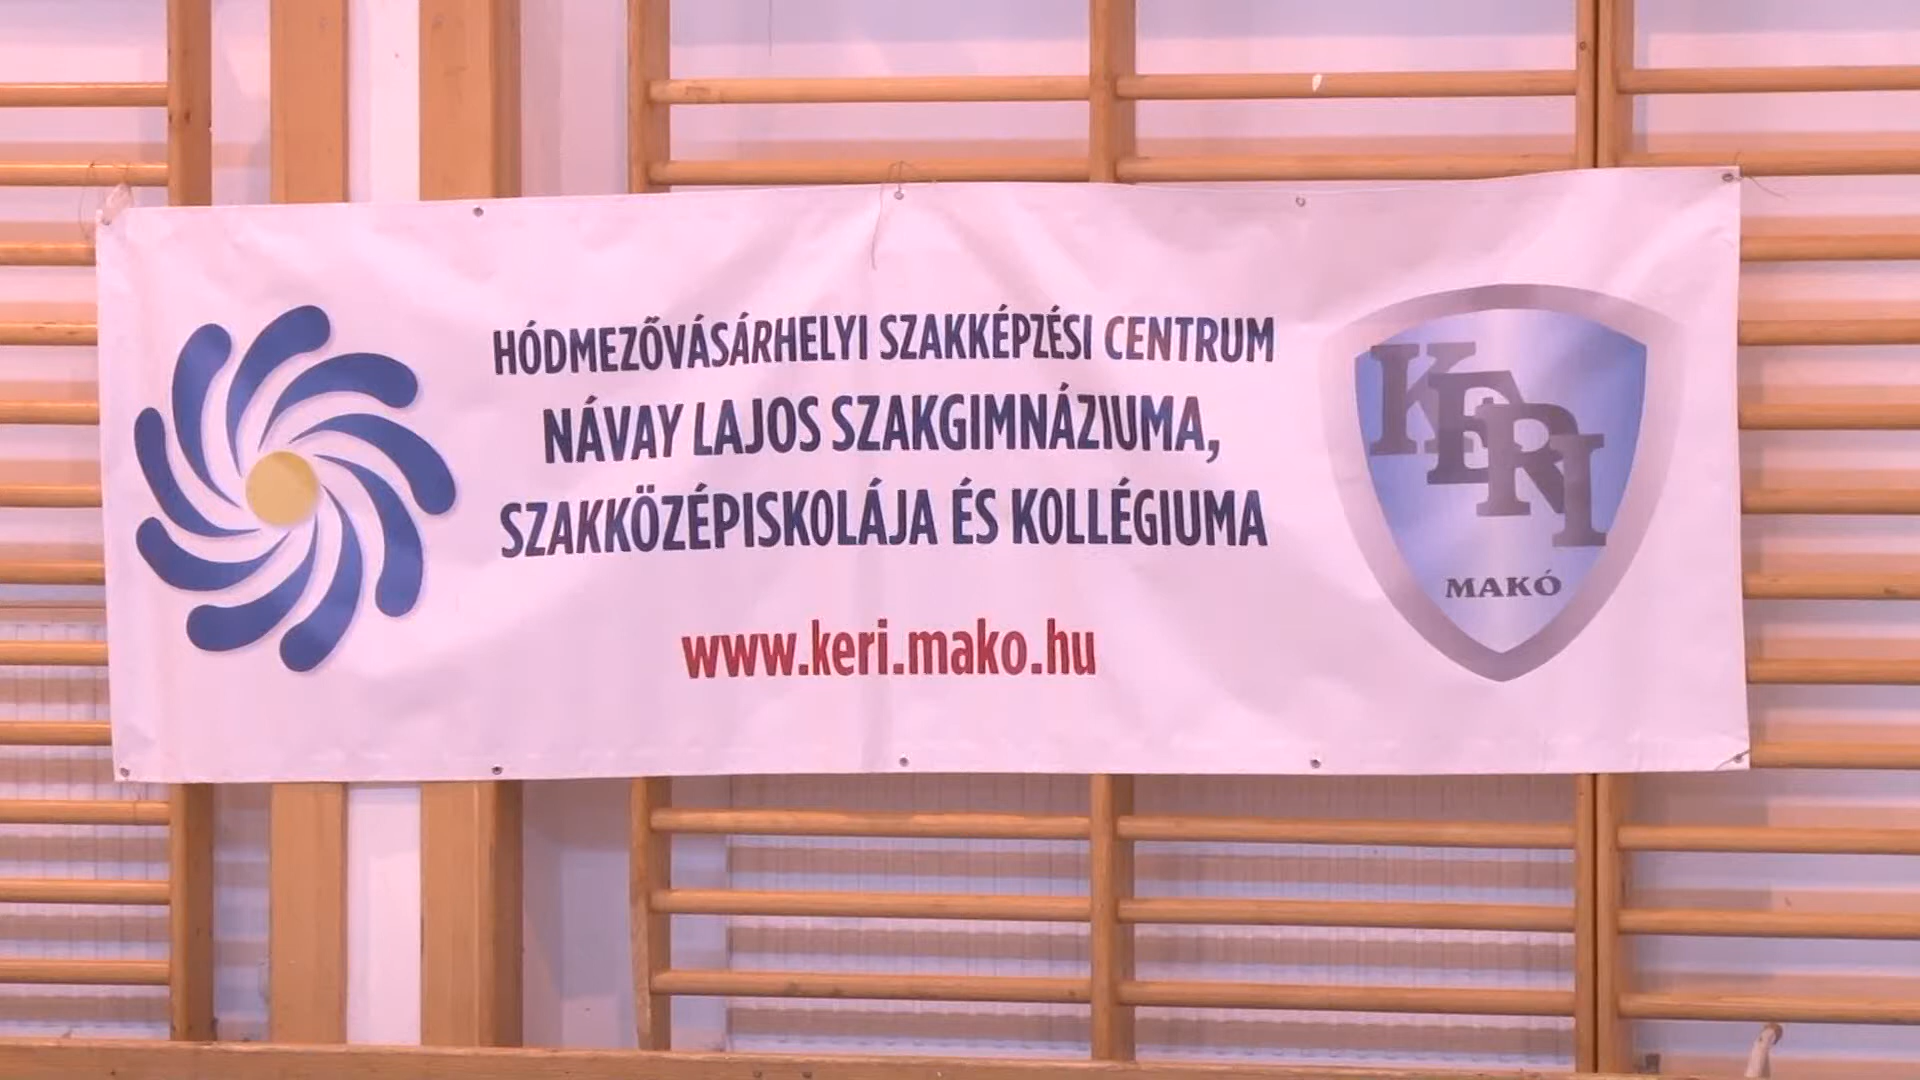 HÓDMEZŐVÁSÁRHELYI SZAKKÉPZÉSI CENTRUM
NÁVAY LAJOS SZAKGIMNÁZIUMA,
SZAKKÖZÉPISKOLÁJA ÉS KOLLÉGIUMA
www.keri.mako.hu
KERI
MAKÓ